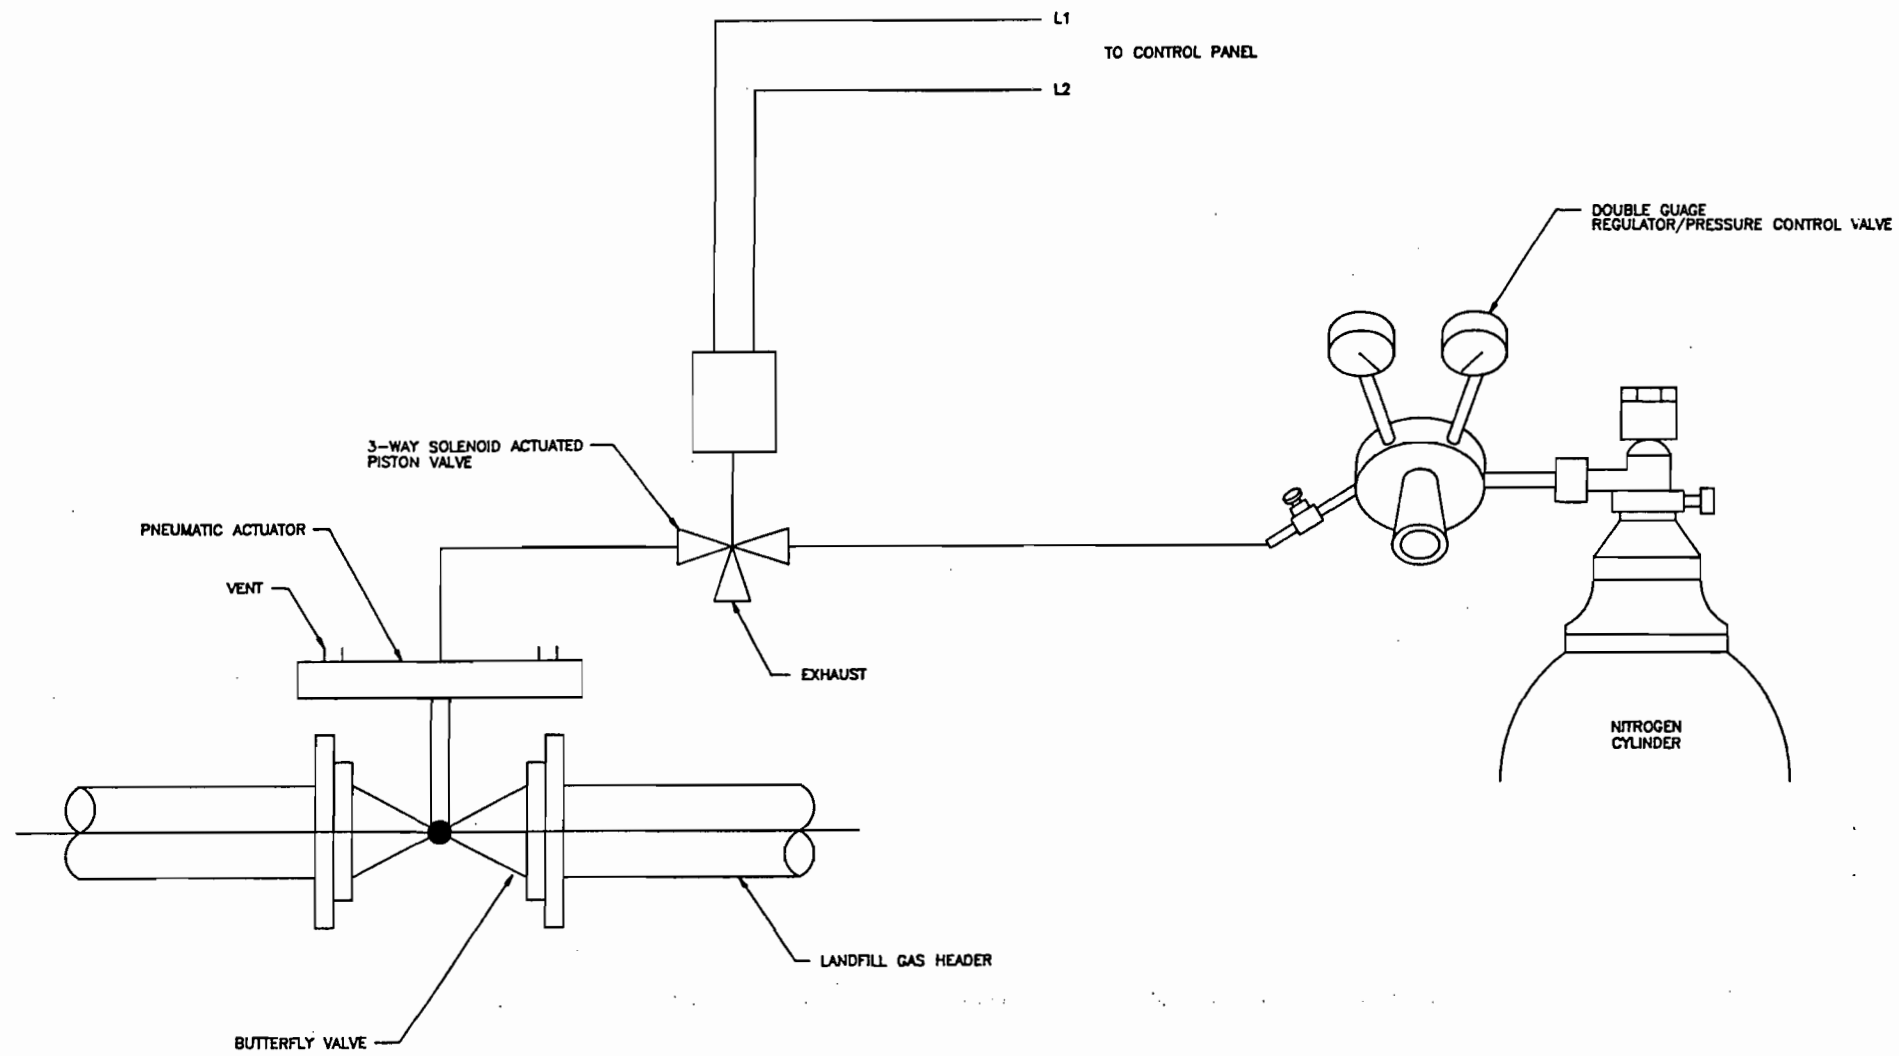 L1
TO CONTROL PANEL
L2
DOUBLE GUAGE
REGULATOR/PRESSURE CONTROL VALVE
3-WAY SOLENOID ACTUATED
PISTON VALVE
PNEUMATIC ACTUATOR
VENT
EXHAUST
NITROGEN
CYLINDER
LANDFILL GAS HEADER
BUTTERFLY VALVE